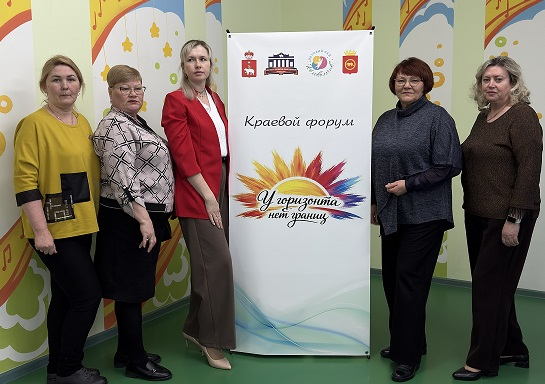 Краевой форум
У горизонта
нет границ